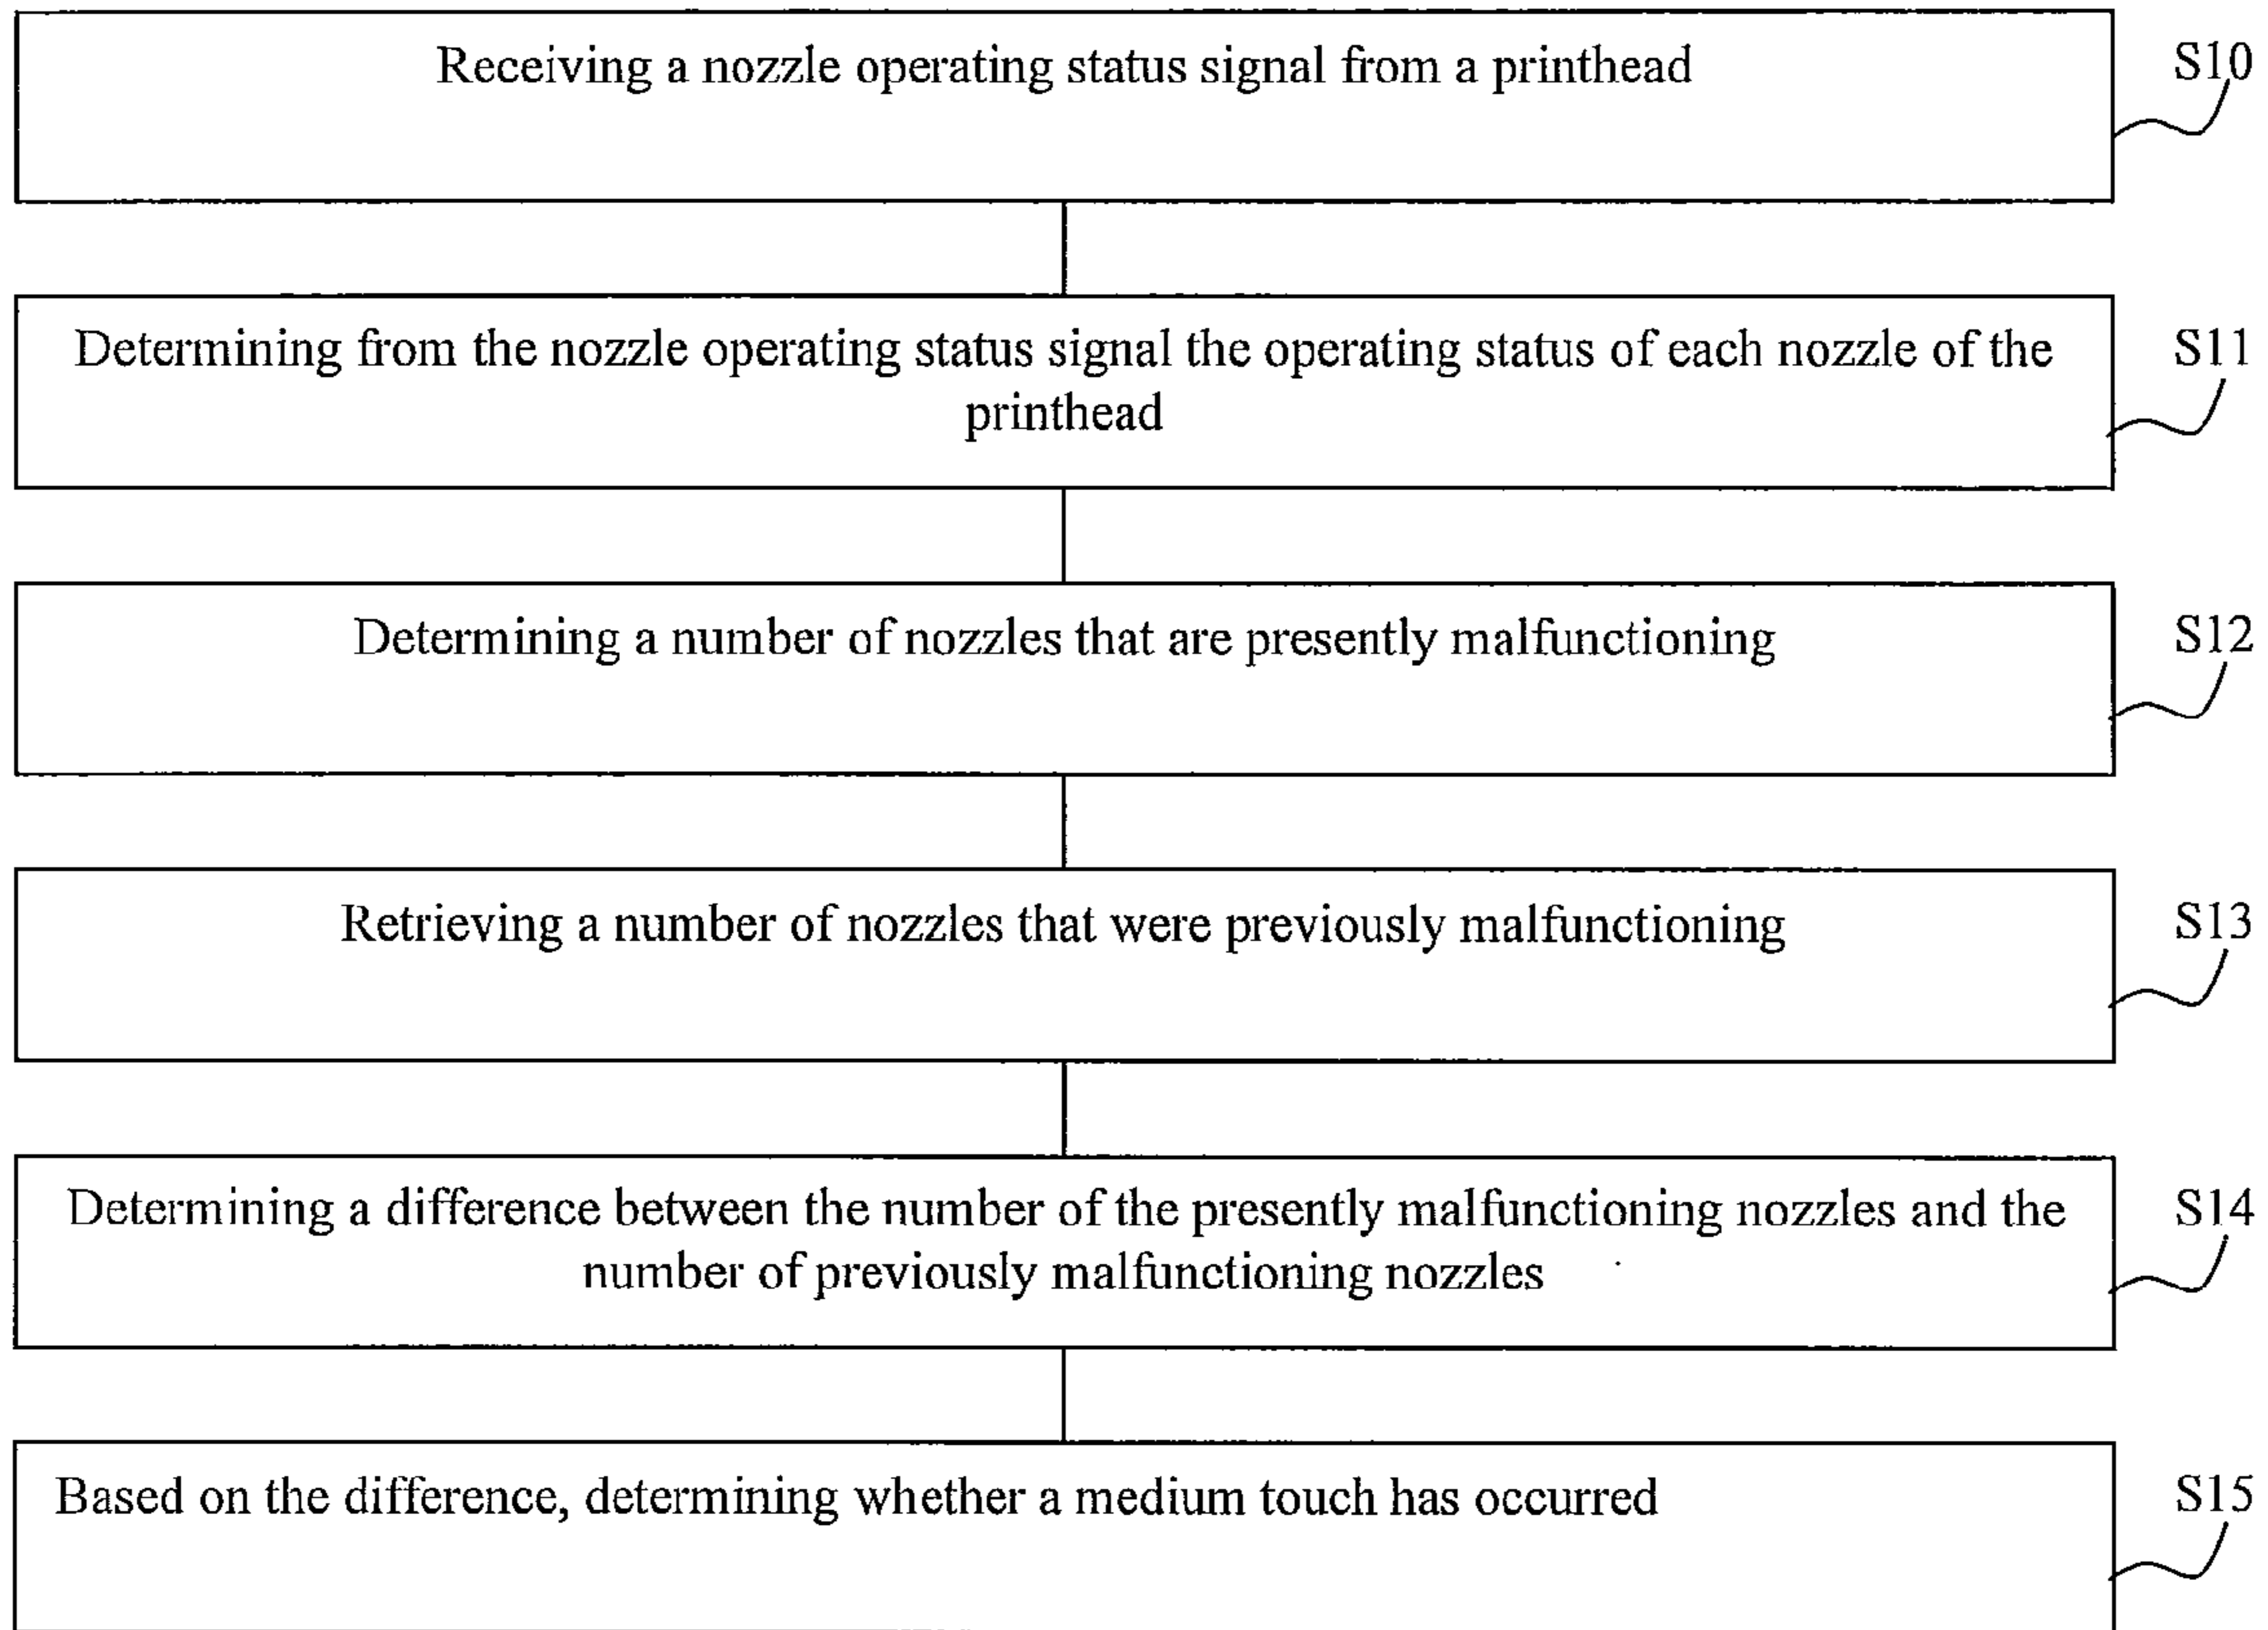 Receiving a nozzle operating status signal from a printhead
S10
Determining from the nozzle operating status signal the operating status of each nozzle of the
printhead
S11
Determining a number of nozzles that are presently malfunctioning
S12
Retrieving a number of nozzles that were previously malfunctioning
S13
Determining a difference between the number of the presently malfunctioning nozzles and the
number of previously malfunctioning nozzles
S14
Based on the difference, determining whether a medium touch has occurred
S15